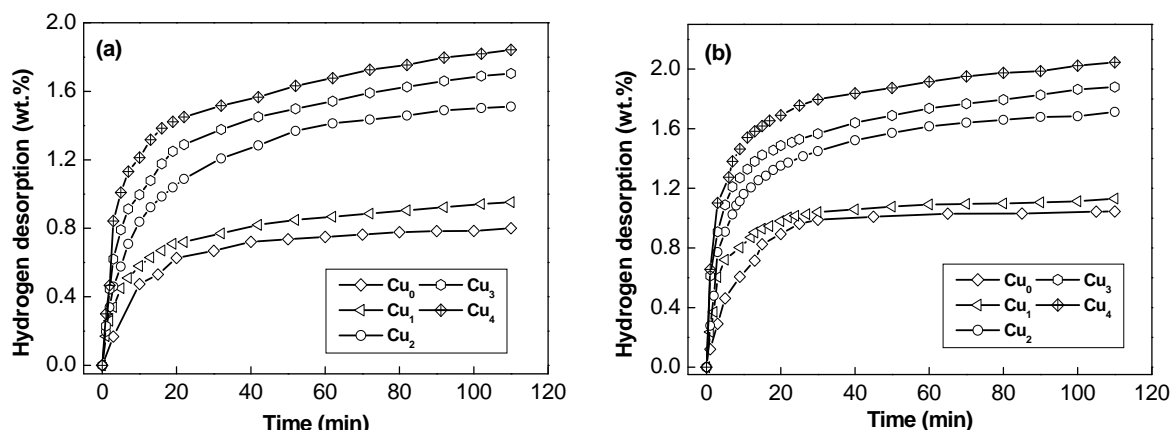 (a)
Hydrogen desorption (wt.%)
2.0
1.6
1.2
0.8
0.4
0.0
Cu₀ Cu₃
Cu₁ Cu₄
Cu₂
0 20 40 60 80 100 120
Time (min)
(b)
Hydrogen desorption (wt.%)
2.0
1.6
1.2
0.8
0.4
0.0
Cu₀ Cu₃
Cu₁ Cu₄
Cu₂
0 20 40 60 80 100 120
Time (min)